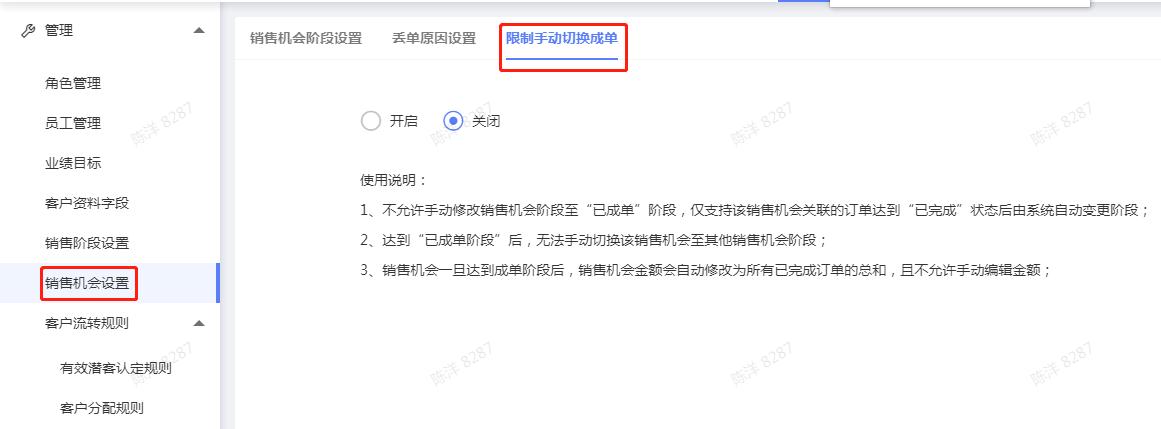 管理
角色管理
员工管理
业绩目标
客户资料字段
销售阶段设置
销售机会设置
客户流转规则
有效潜客认定规则
客户分配规则
销售机会阶段设置 丢单原因设置 限制手动切换成单
开启 关闭
使用说明：
1、不允许手动修改销售机会阶段至“已成单”阶段，仅支持该销售机会关联的订单达到“已完成”状态后由系统自动变更阶段；
2、达到“已成单阶段”后，无法手动切换该销售机会至其他销售机会阶段；
3、销售机会一旦达到成单阶段后，销售机会金额会自动修改为所有已完成订单的总和，且不允许手动编辑金额；
陈洋 8287
陈洋 8287
陈洋 8287
陈洋 8287
陈洋 8287
陈洋 8287
陈洋 8287
陈洋 8287